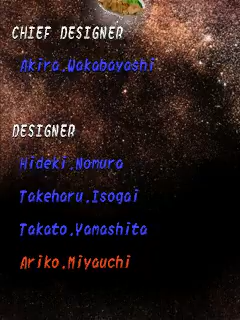 CHIEF DESIGNER
Akira.Wakabayashi
DESIGNER
Hideki.Nomura
Takeharu.Isogai
Takato.Yamashita
Ariko.Miyauchi